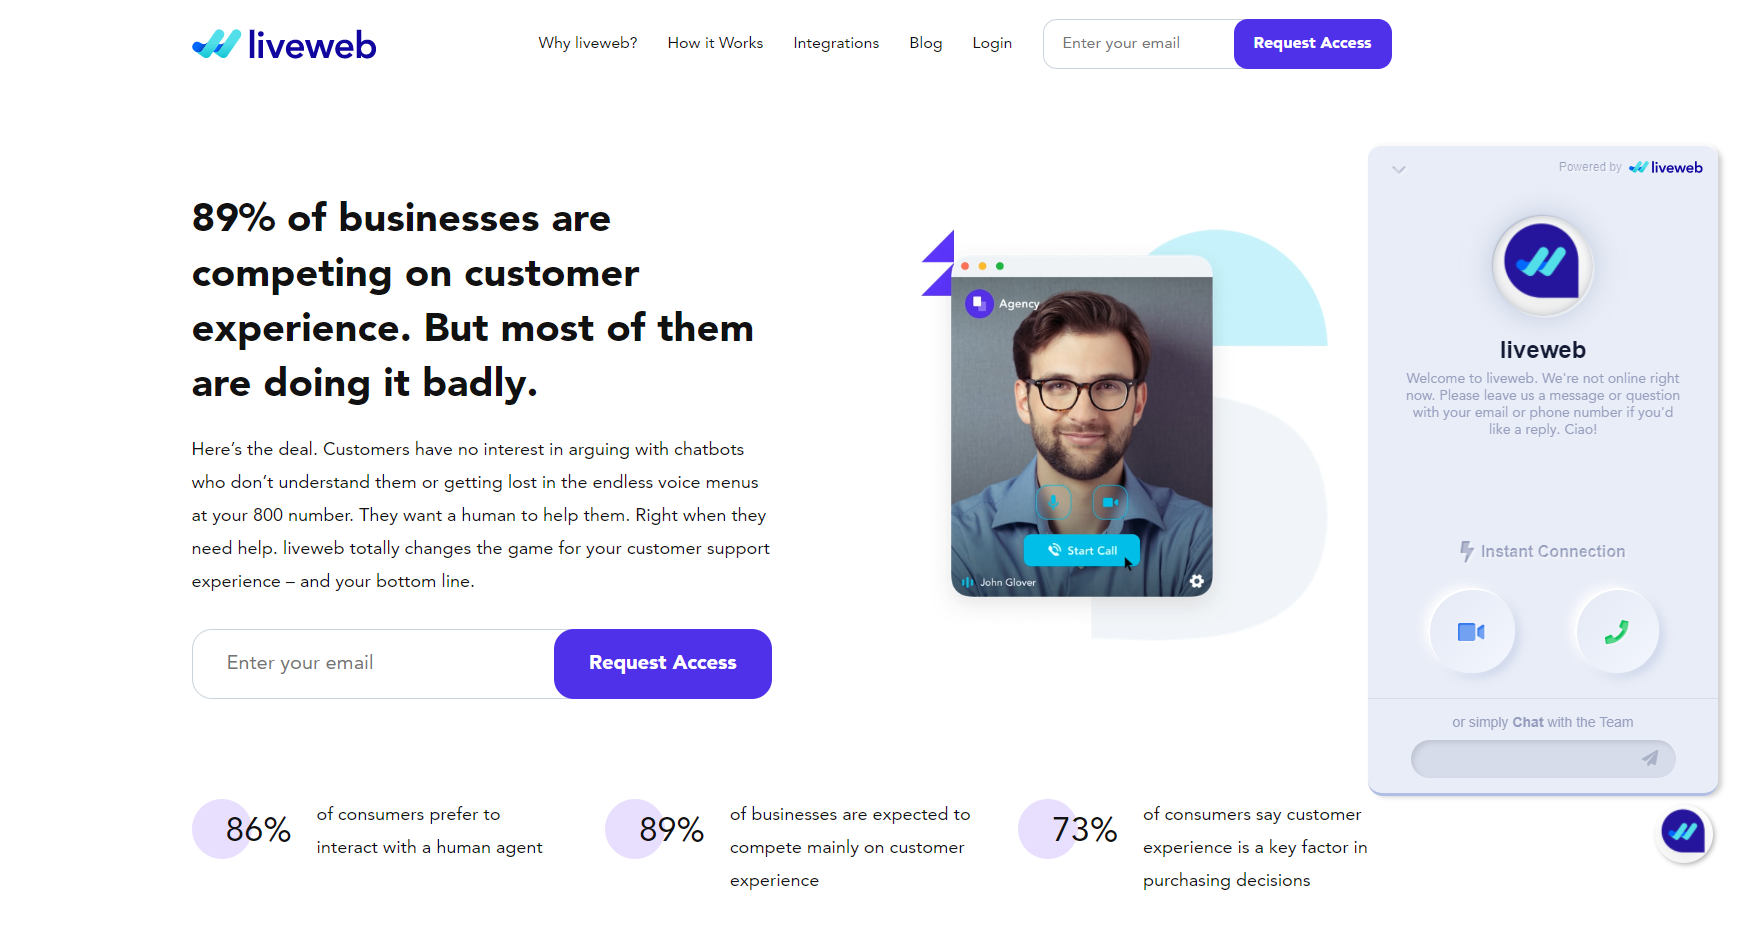 liveweb
Why liveweb?
How it Works
Integrations
Blog
Login
Enter your email
Request Access
89% of businesses are
competing on customer
experience. But most of them
are doing it badly.
Here’s the deal. Customers have no interest in arguing with chatbots
who don’t understand them or getting lost in the endless voice menus
at your 800 number. They want a human to help them. Right when they
need help. liveweb totally changes the game for your customer support
experience – and your bottom line.
Enter your email
Request Access
Agency
Start Call
John Glover
Powered by liveweb
liveweb
Welcome to liveweb. We're not online right
now. Please leave us a message or question
with your email or phone number if you'd
like a reply. Ciao!
Instant Connection
or simply Chat with the Team
86%
of consumers prefer to
interact with a human agent
89%
of businesses are expected to
compete mainly on customer
experience
73%
of consumers say customer
experience is a key factor in
purchasing decisions